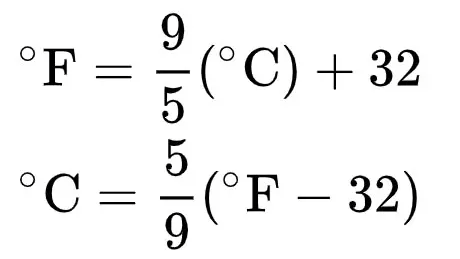 °F = 9/5(°C) + 32
°C = 5/9(°F − 32)